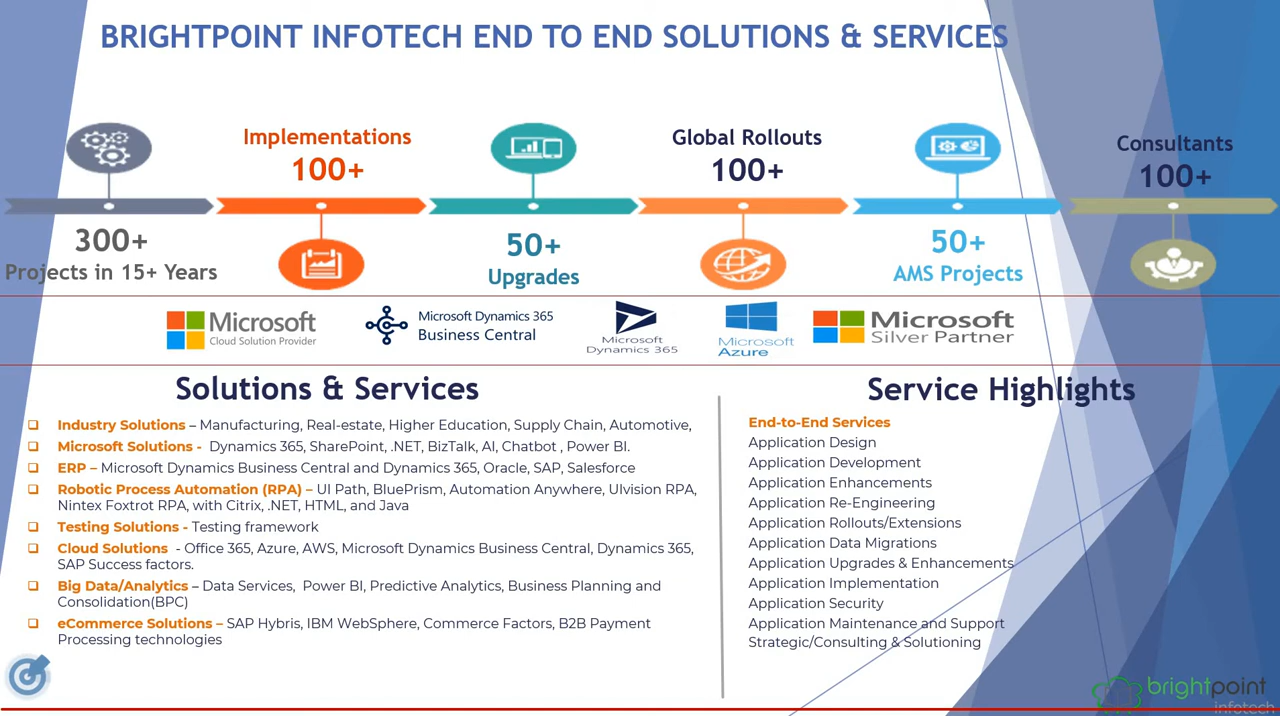 BRIGHTPOINT INFOTECH END TO END SOLUTIONS & SERVICES
Implementations
100+
Global Rollouts
100+
Consultants
100+
300+
Projects in 15+ Years
50+
Upgrades
50+
AMS Projects
Microsoft
Cloud Solution Provider
Microsoft Dynamics 365
Business Central
Microsoft
Dynamics 365
Microsoft
Azure
Microsoft
Silver Partner
Solutions & Services
Industry Solutions – Manufacturing, Real-estate, Higher Education, Supply Chain, Automotive,
Microsoft Solutions - Dynamics 365, SharePoint, .NET, BizTalk, AI, Chatbot , Power BI.
ERP – Microsoft Dynamics Business Central and Dynamics 365, Oracle, SAP, Salesforce
Robotic Process Automation (RPA) – UI Path, BluePrism, Automation Anywhere, UIvision RPA,
Nintex Foxtrot RPA, with Citrix, .NET, HTML, and Java
Testing Solutions - Testing framework
Cloud Solutions - Office 365, Azure, AWS, Microsoft Dynamics Business Central, Dynamics 365,
SAP Success factors.
Big Data/Analytics – Data Services, Power BI, Predictive Analytics, Business Planning and
Consolidation(BPC)
eCommerce Solutions – SAP Hybris, IBM WebSphere, Commerce Factors, B2B Payment
Processing technologies
Service Highlights
End-to-End Services
Application Design
Application Development
Application Enhancements
Application Re-Engineering
Application Rollouts/Extensions
Application Data Migrations
Application Upgrades & Enhancements
Application Implementation
Application Security
Application Maintenance and Support
Strategic/Consulting & Solutioning
brightpoint
infotech